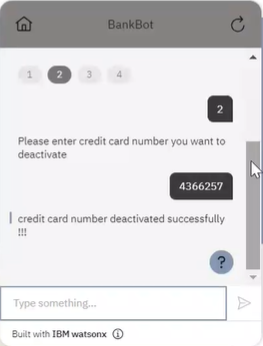 BankBot
1 2 3 4
2
Please enter credit card number you want to
deactivate
4366257
credit card number deactivated successfully
!!!
?
Type something...
Built with IBM watsonx